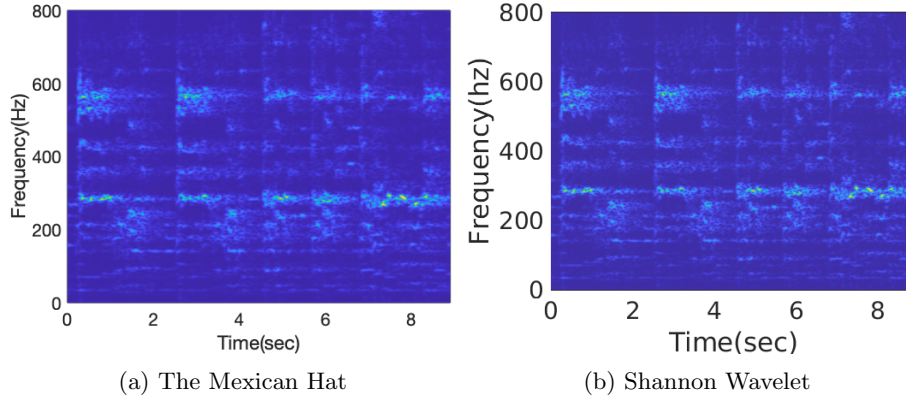 800
600
400
200
0
Frequency(Hz)
0 2 4 6 8
Time(sec)
(a) The Mexican Hat
800
600
400
200
0
Frequency(hz)
0 2 4 6 8
Time(sec)
(b) Shannon Wavelet